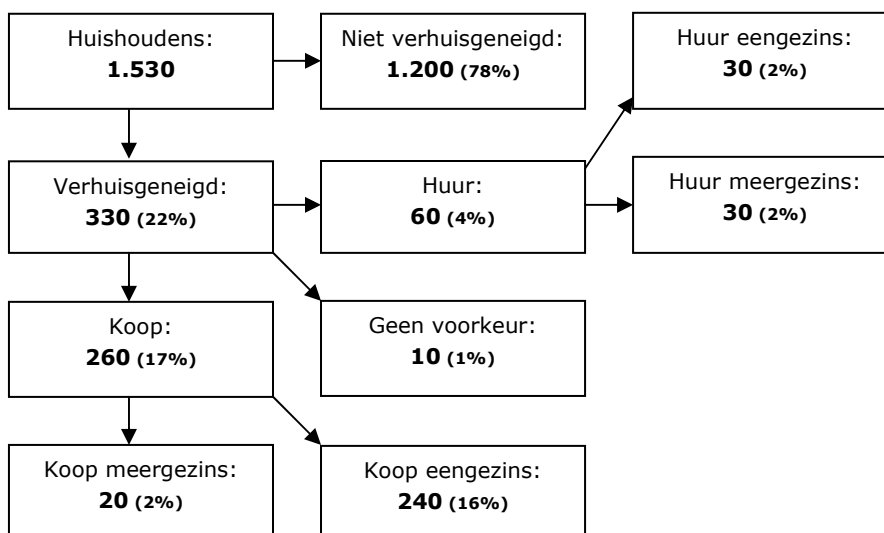 Huishoudens:
1.530
Niet verhuisgeneigd:
1.200 (78%)
Huur eengezins:
30 (2%)
Verhuisgeneigd:
330 (22%)
Huur:
60 (4%)
Huur meergezins:
30 (2%)
Koop:
260 (17%)
Geen voorkeur:
10 (1%)
Koop meergezins:
20 (2%)
Koop eengezins:
240 (16%)